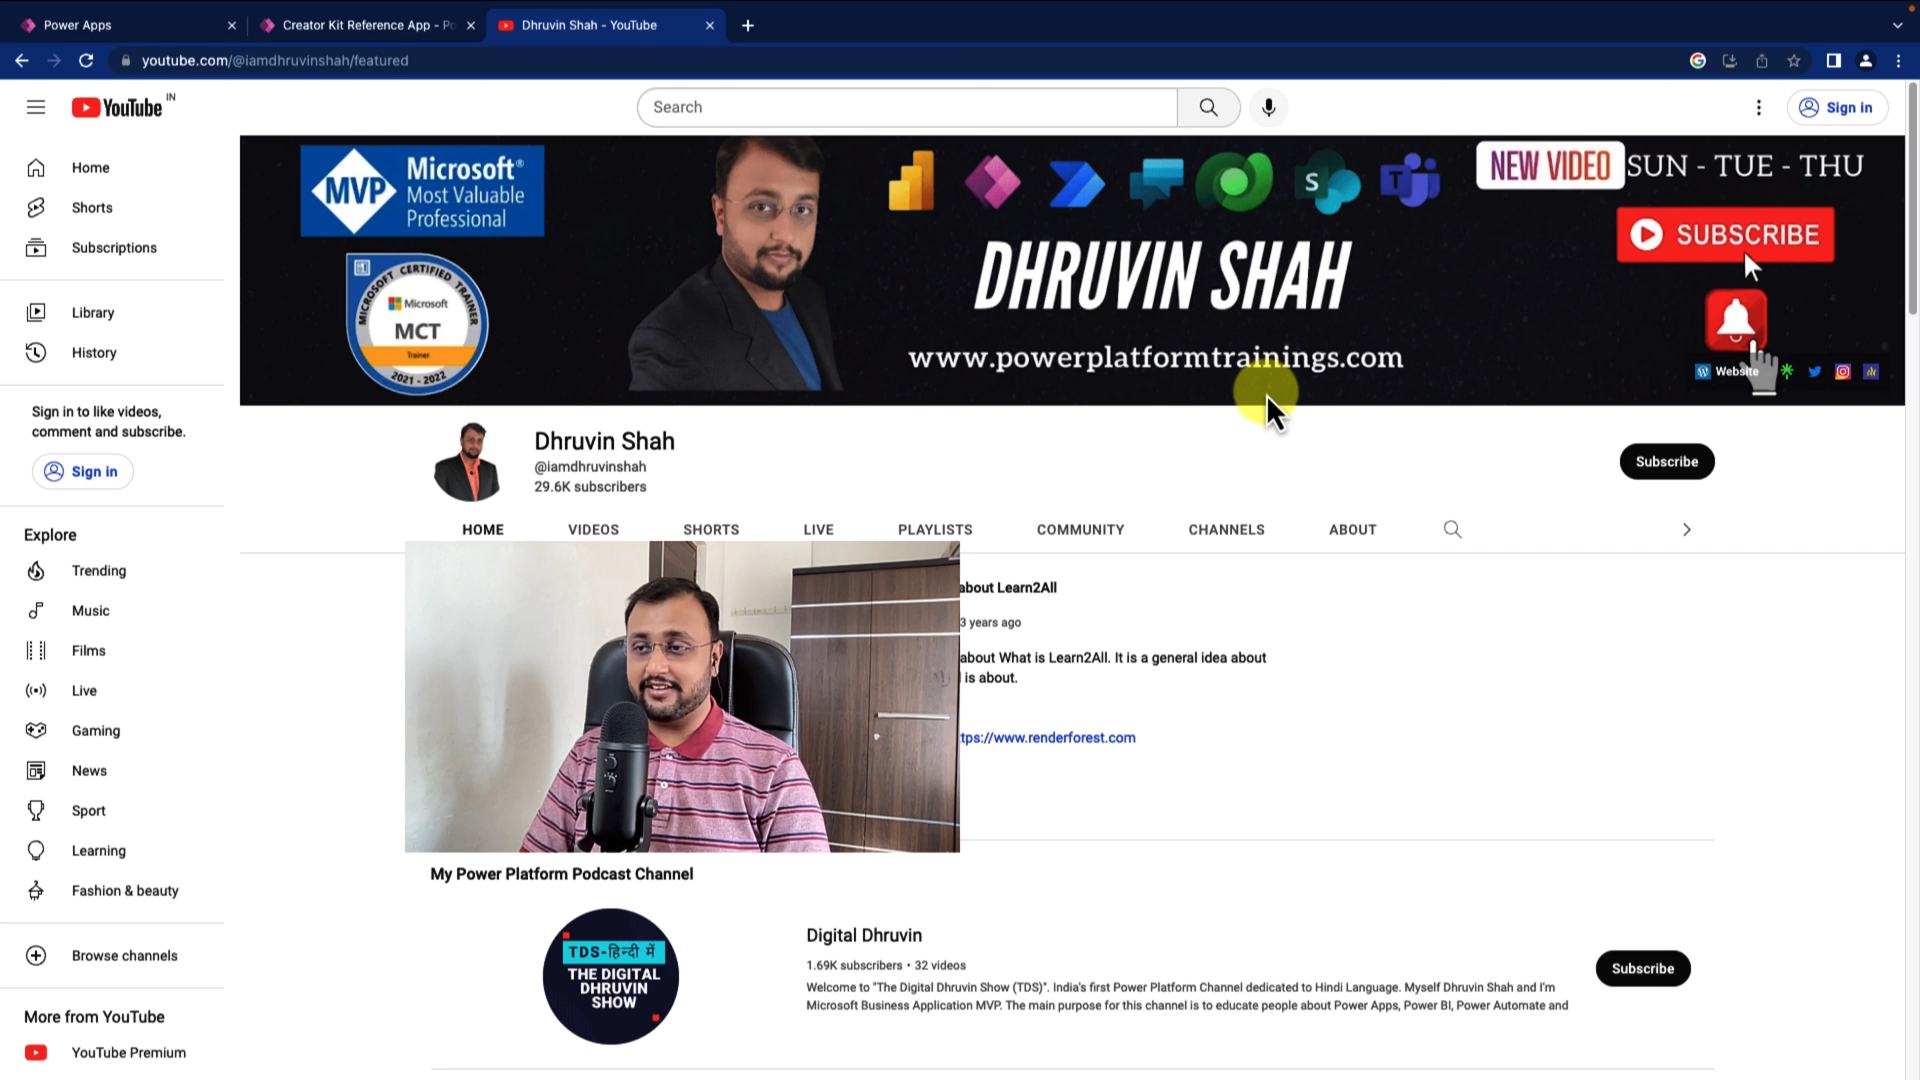 Power Apps
Creator Kit Reference App - Po
Dhruvin Shah - YouTube
youtube.com/@iamdhruvinshah/featured
YouTube IN
Search
Sign in
Home
Shorts
Subscriptions
Library
History
Sign in to like videos,
comment and subscribe.
Sign in
Explore
Trending
Music
Films
Live
Gaming
News
Sport
Learning
Fashion & beauty
Browse channels
More from YouTube
YouTube Premium
MVP
Microsoft®
Most Valuable
Professional
MICROSOFT CERTIFIED TRAINER
Microsoft
MCT
Trainer
2021 - 2022
S
T
DHRUVIN SHAH
www.powerplatformtrainings.com
NEW VIDEO SUN - TUE - THU
SUBSCRIBE
Website
Dhruvin Shah
@iamdhruvinshah
29.6K subscribers
Subscribe
HOME
VIDEOS
SHORTS
LIVE
PLAYLISTS
COMMUNITY
CHANNELS
ABOUT
about Learn2All
3 years ago
about What is Learn2All. It is a general idea about
is about.
tps://www.renderforest.com
My Power Platform Podcast Channel
TDS-हिन्दी में
THE DIGITAL
DHRUVIN
SHOW
Digital Dhruvin
1.69K subscribers • 32 videos
Welcome to "The Digital Dhruvin Show (TDS)". India's first Power Platform Channel dedicated to Hindi Language. Myself Dhruvin Shah and I'm
Microsoft Business Application MVP. The main purpose for this channel is to educate people about Power Apps, Power BI, Power Automate and
Subscribe